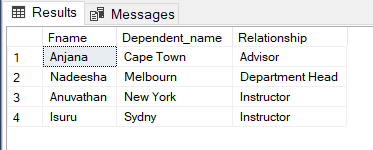 Results Messages
Fname Dependent_name Relationship
1 Anjana Cape Town Advisor
2 Nadeesha Melbourn Department Head
3 Anuvathan New York Instructor
4 Isuru Sydny Instructor